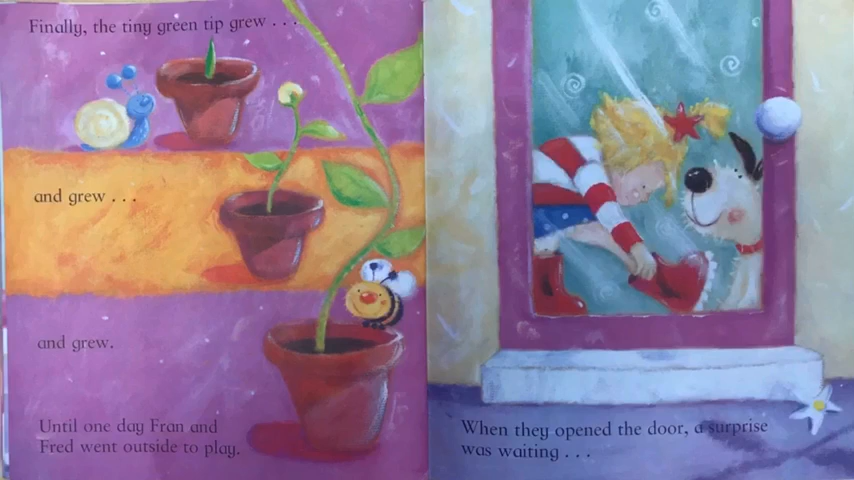 Finally, the tiny green tip grew . . .
and grew . . .
and grew.
Until one day Fran and
Fred went outside to play.
When they opened the door, a surprise
was waiting . . .